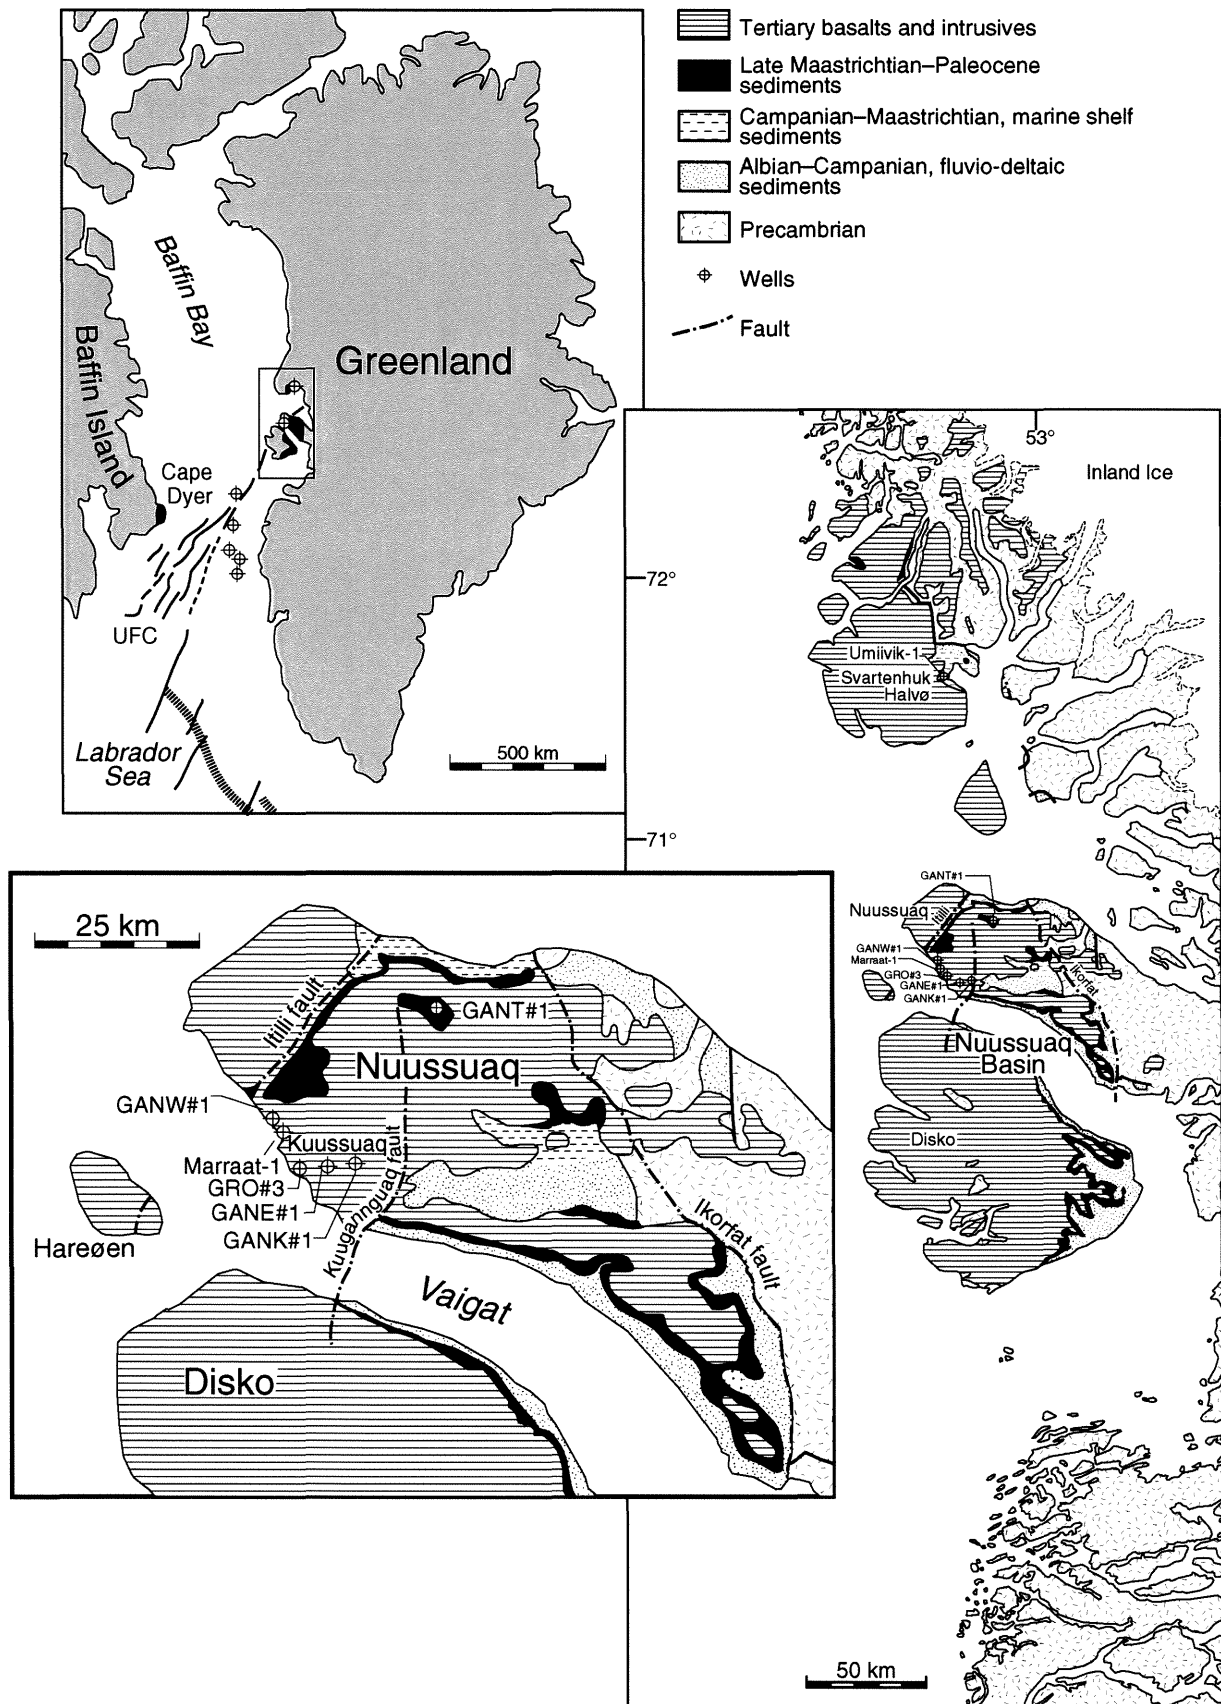 Tertiary basalts and intrusives
Late Maastrichtian–Paleocene
sediments
Campanian–Maastrichtian, marine shelf
sediments
Albian–Campanian, fluvio-deltaic
sediments
Precambrian
Wells
Fault
Baffin Bay
Baffin Island
Greenland
Cape
Dyer
UFC
Labrador
Sea
500 km
53°
Inland Ice
72°
Umiivik-1
Svartenhuk
Halvø
71°
GANT#1
Nuussuaq
Itilli
GANW#1
Marraat-1
GRO#3
GANE#1
GANK#1
Ikorfat
Nuussuaq
Basin
Disko
50 km
25 km
Itilli fault
GANT#1
Nuussuaq
GANW#1
Kuussuaq
Marraat-1
GRO#3
GANE#1
GANK#1
Kuugannguaq fault
Ikorfat fault
Hareøen
Vaigat
Disko